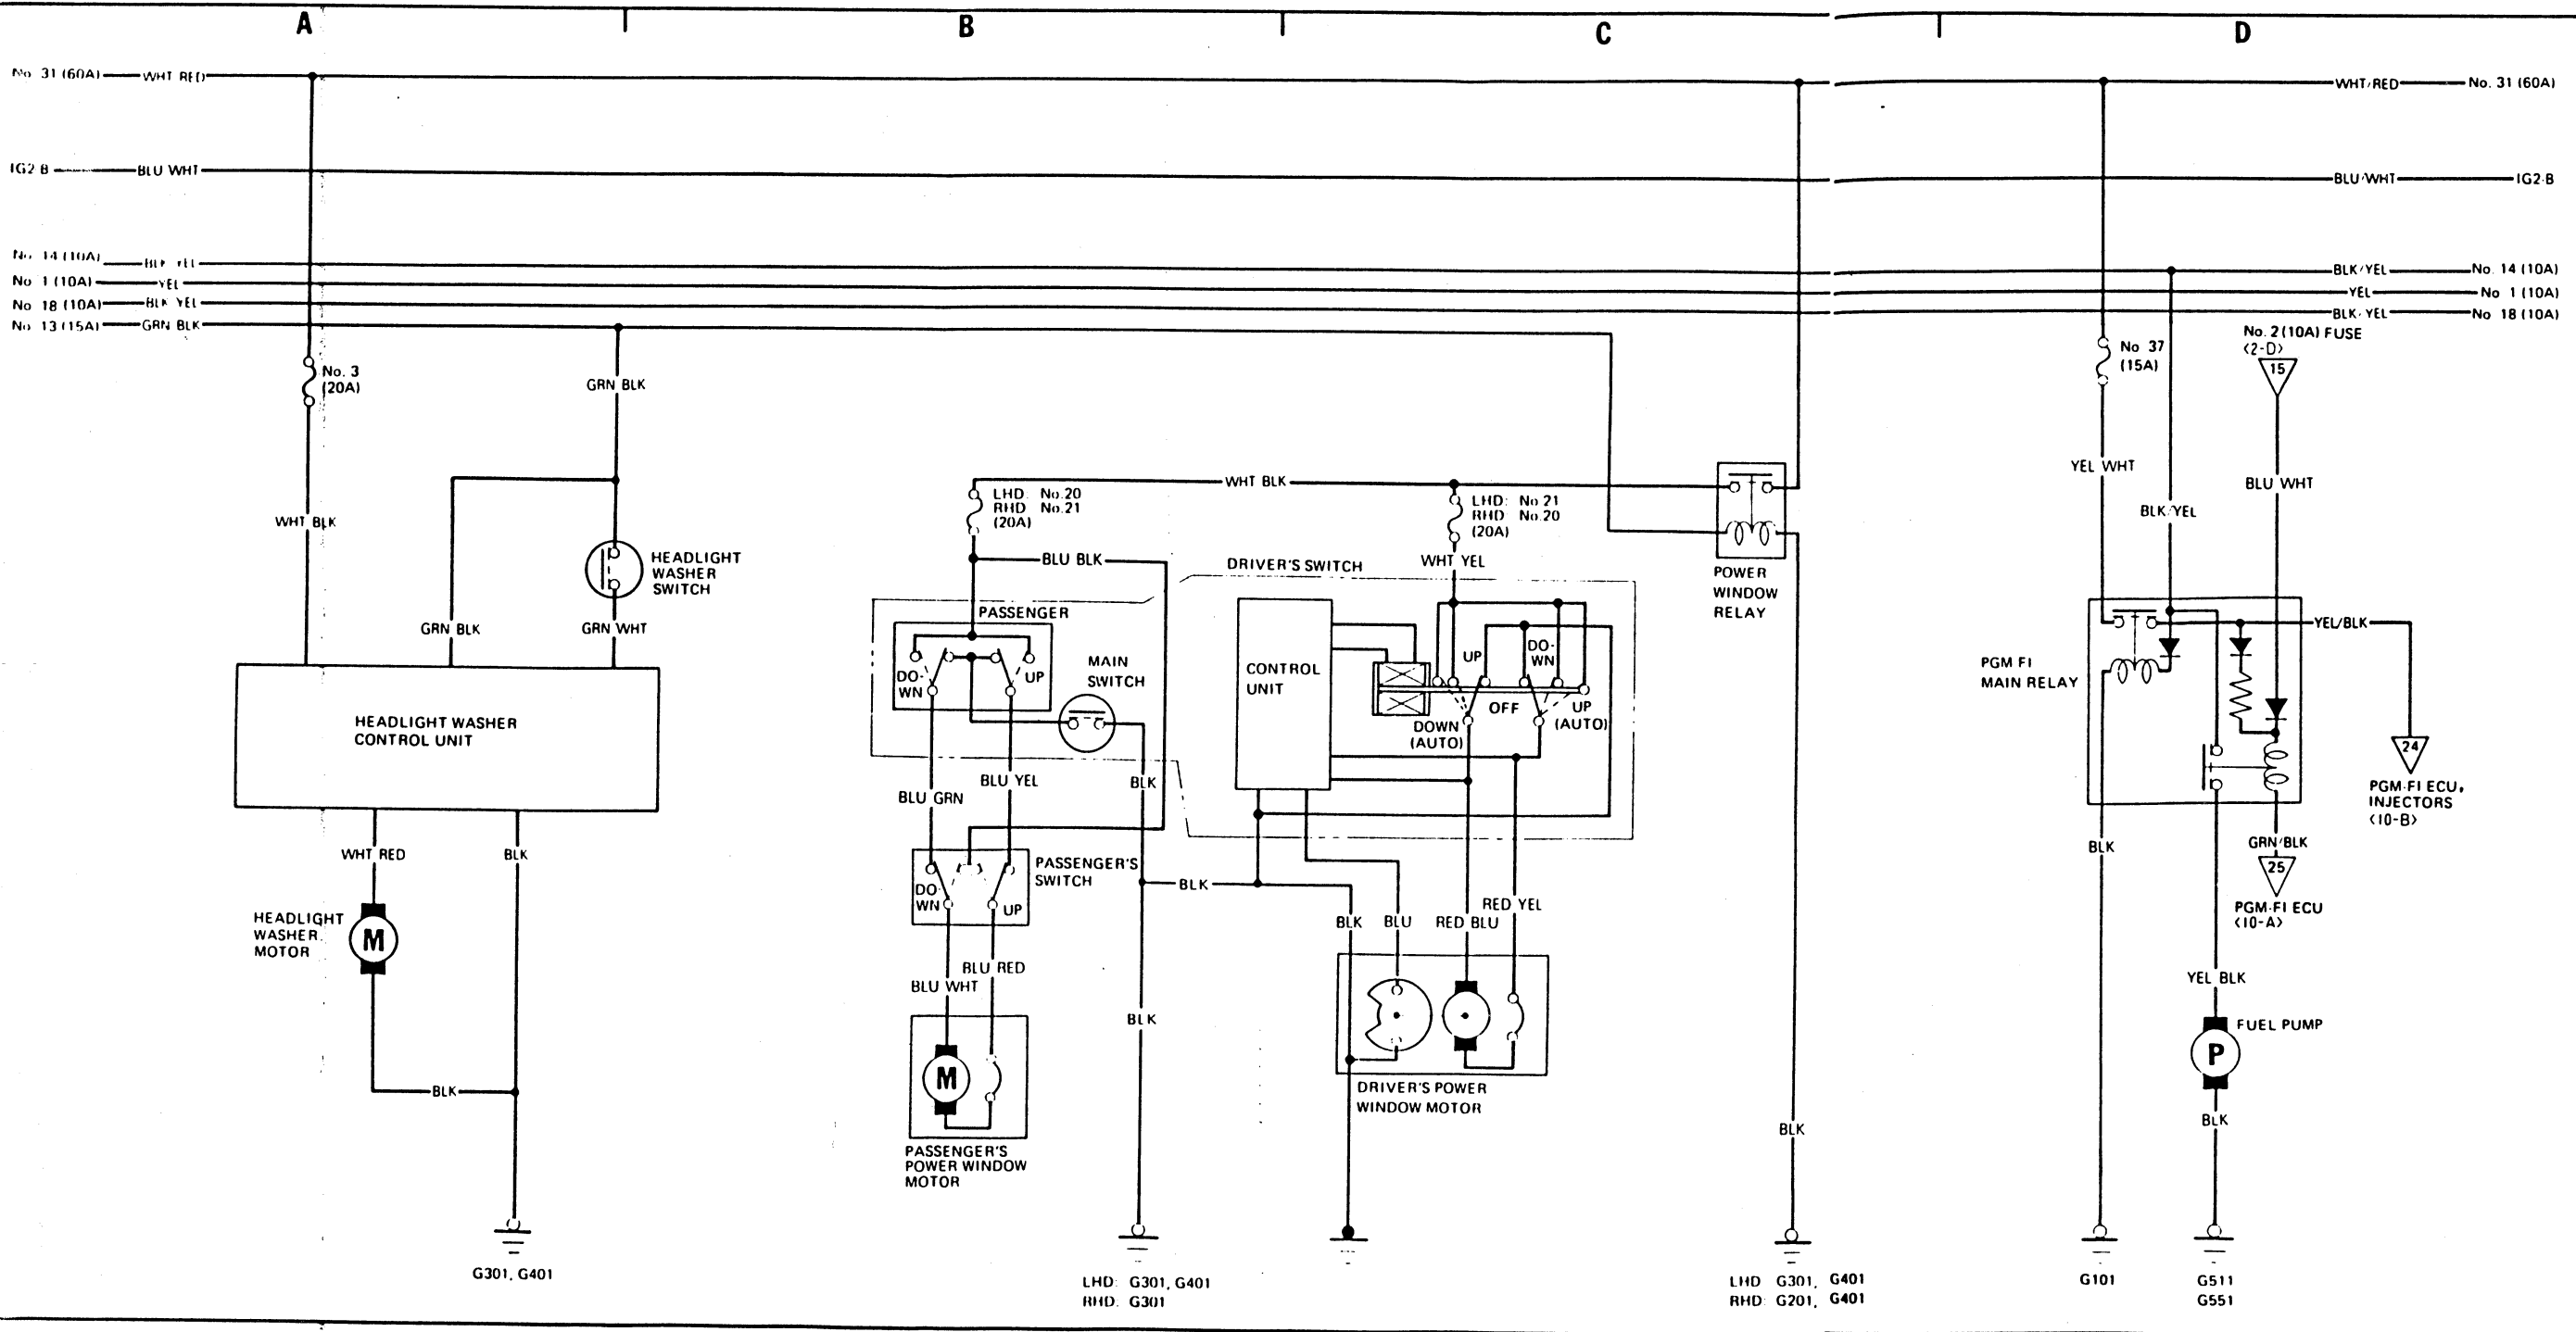 A
B
C
D
No. 31 (60A) WHT RED
WHT/RED No. 31 (60A)
IG2 B BLU WHT
BLU/WHT IG2-B
No. 14 (10A) BLK YEL
BLK/YEL No. 14 (10A)
No 1 (10A) YEL
YEL No 1 (10A)
No 18 (10A) BLK YEL
BLK/YEL No 18 (10A)
No 13 (15A) GRN BLK
No. 3
(20A)
GRN BLK
WHT BLK
HEADLIGHT
WASHER
SWITCH
GRN BLK
GRN WHT
HEADLIGHT WASHER
CONTROL UNIT
WHT RED
BLK
HEADLIGHT
WASHER
MOTOR
M
BLK
G301, G401
WHT BLK
LHD: No.20
RHD No.21
(20A)
BLU BLK
LHD: No 21
RHD No.20
(20A)
WHT YEL
DRIVER'S SWITCH
PASSENGER
DO-
WN
UP
MAIN
SWITCH
BLU GRN
BLU YEL
BLK
PASSENGER'S
SWITCH
DO-
WN
UP
BLU WHT
BLU RED
M
PASSENGER'S
POWER WINDOW
MOTOR
BLK
LHD: G301, G401
RHD: G301
CONTROL
UNIT
UP
DO-
WN
OFF
DOWN
(AUTO)
UP
(AUTO)
BLK
BLK
BLU
RED BLU
RED YEL
DRIVER'S POWER
WINDOW MOTOR
POWER
WINDOW
RELAY
BLK
LHD G301, G401
RHD: G201, G401
No 37
(15A)
No. 2 (10A) FUSE
<2-D>
15
YEL WHT
BLK/YEL
BLU WHT
PGM FI
MAIN RELAY
YEL/BLK
24
PGM-FI ECU,
INJECTORS
<10-B>
BLK
GRN/BLK
25
PGM-FI ECU
<10-A>
YEL BLK
FUEL PUMP
P
BLK
G101
G511
G551